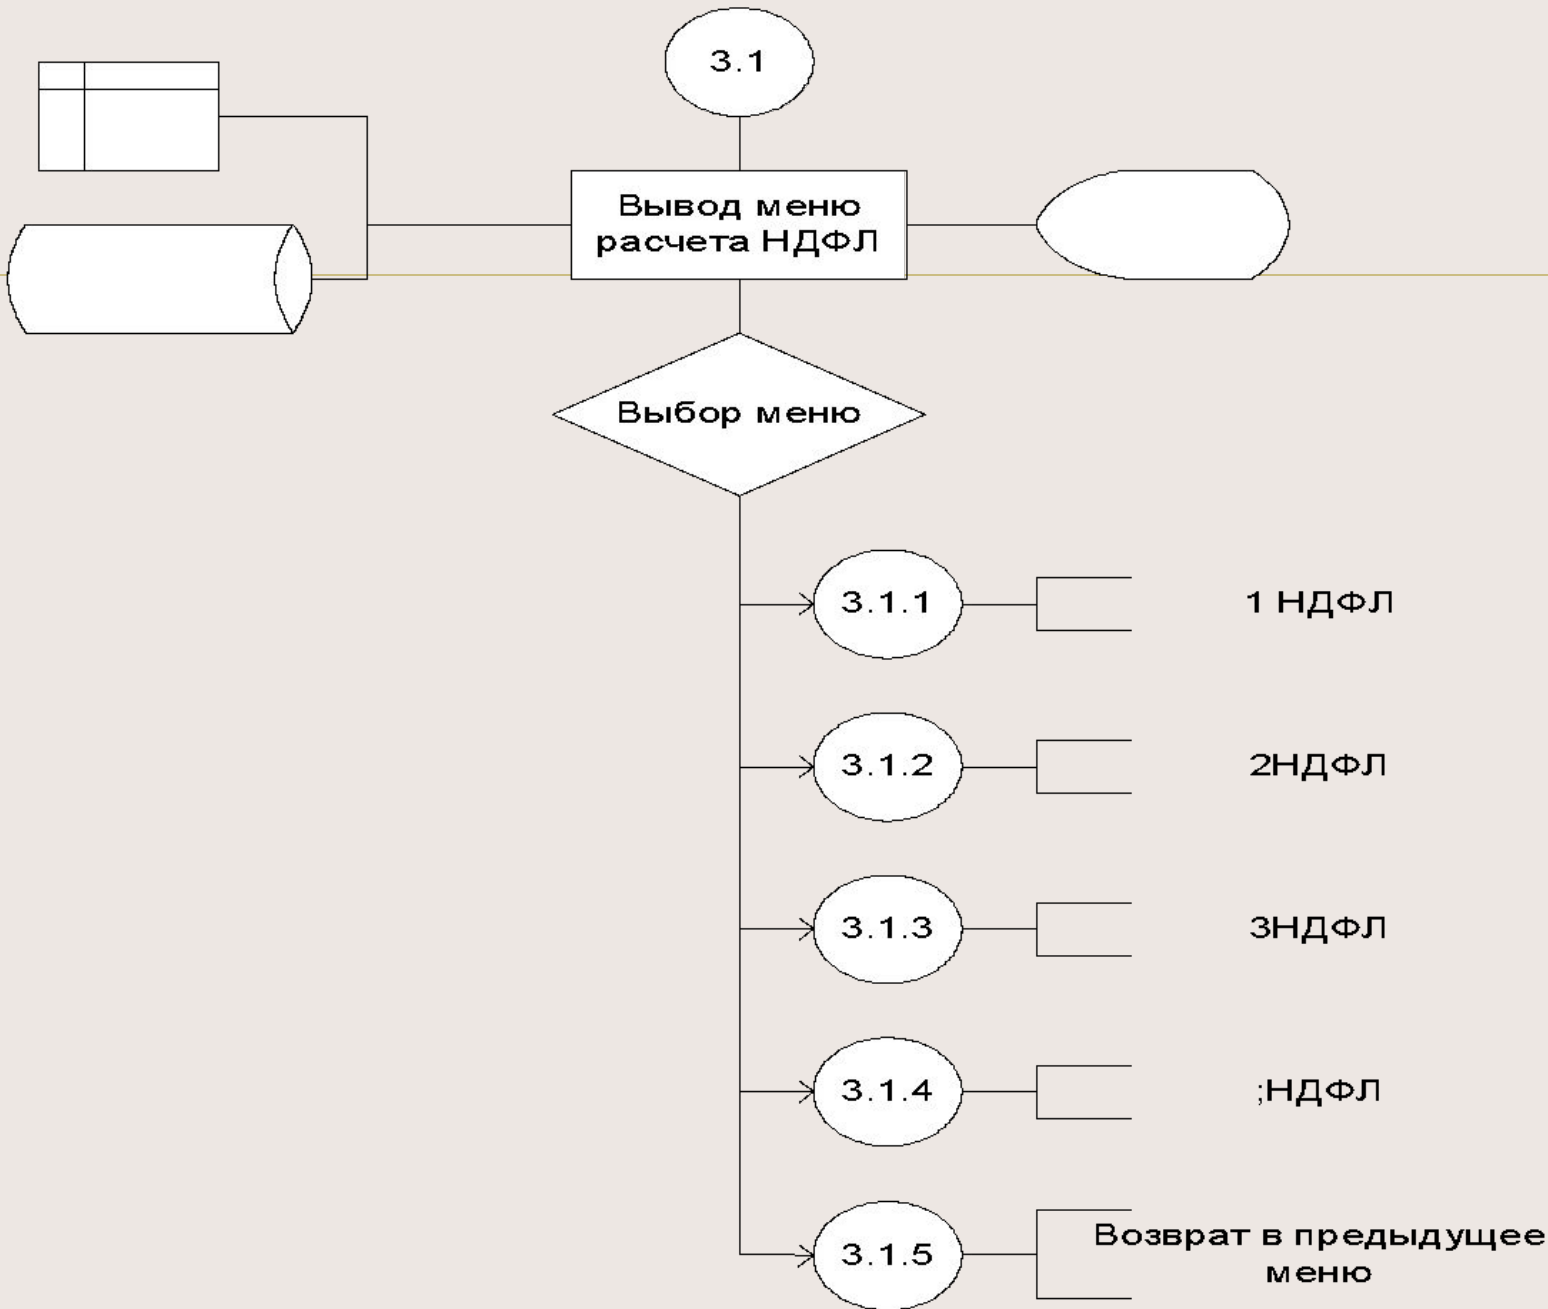 3.1
Вывод меню
расчета НДФЛ
Выбор меню
3.1.1
1 НДФЛ
3.1.2
2НДФЛ
3.1.3
3НДФЛ
3.1.4
;НДФЛ
3.1.5
Возврат в предыдущее
меню